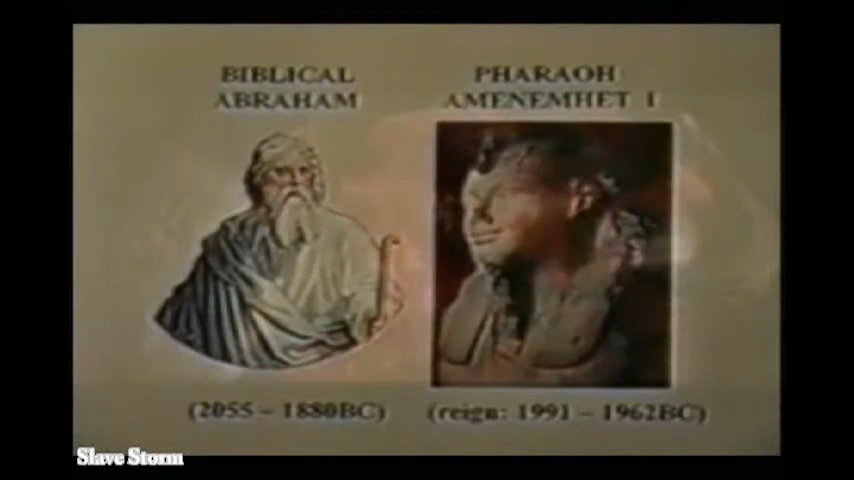 BIBLICAL
ABRAHAM
PHARAOH
AMENEMHET I
(2055 - 1880BC)
(reign: 1991 - 1962BC)
Slave Storm